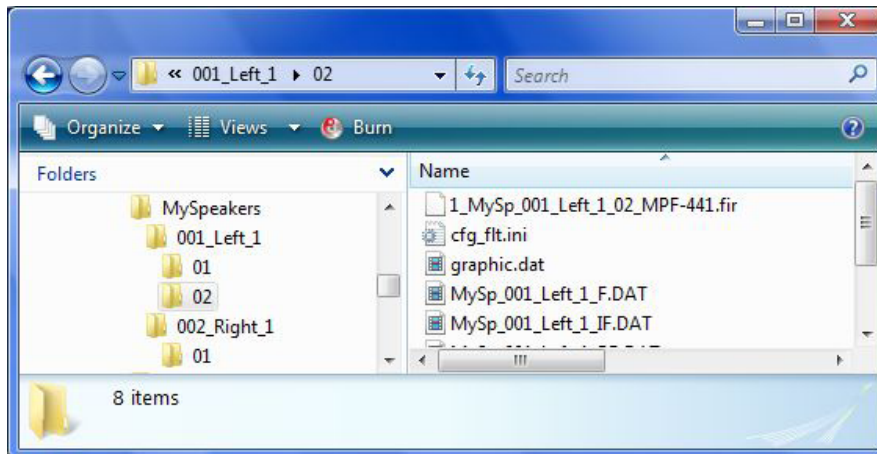 « 001_Left_1 ▸ 02
Search
Organize Views Burn
Folders
MySpeakers
001_Left_1
01
02
002_Right_1
01
Name
1_MySp_001_Left_1_02_MPF-441.fir
cfg_flt.ini
graphic.dat
MySp_001_Left_1_F.DAT
MySp_001_Left_1_IF.DAT
8 items